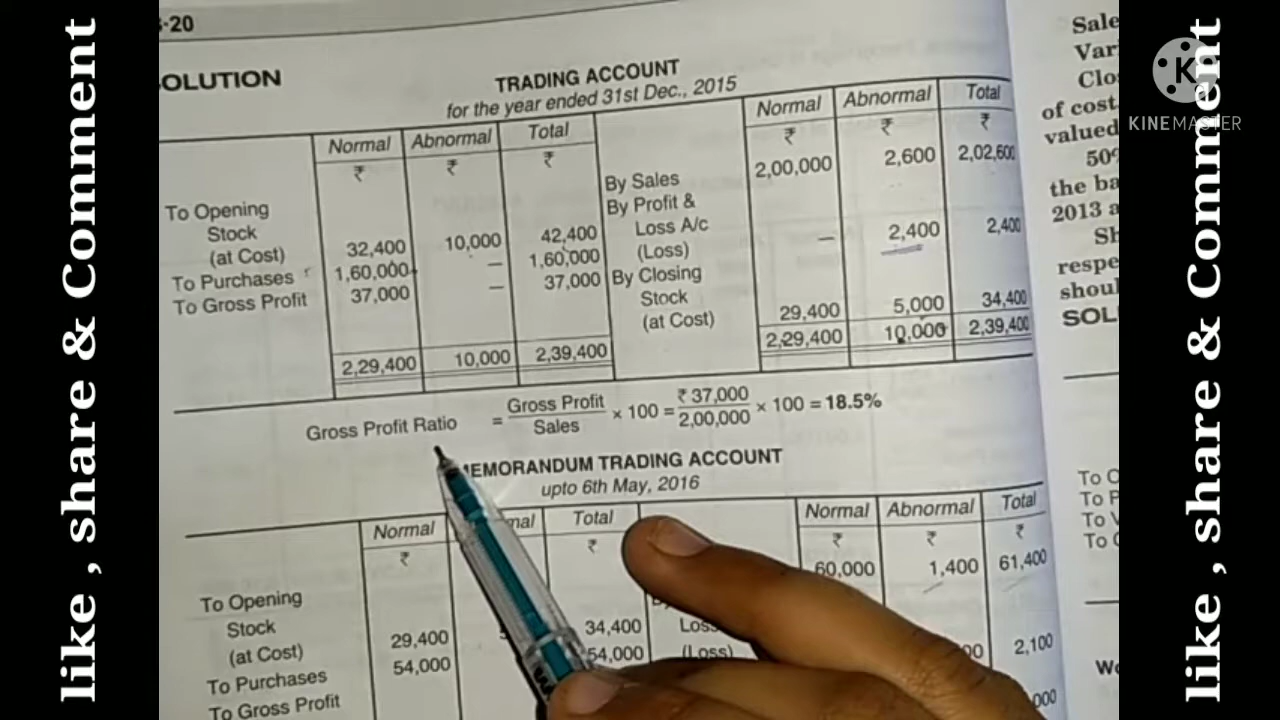 like , share & Comment
-20
SOLUTION
TRADING ACCOUNT
for the year ended 31st Dec., 2015
Normal Abnormal Total Normal Abnormal Total
₹ ₹ ₹ ₹ ₹ ₹
By Sales 2,00,000 2,600 2,02,600
To Opening By Profit &
Stock Loss A/c — 2,400 2,400
(at Cost) 32,400 10,000 42,400 (Loss)
To Purchases 1,60,000 — 1,60,000 By Closing
To Gross Profit 37,000 — 37,000 Stock
(at Cost) 29,400 5,000 34,400
2,29,400 10,000 2,39,400 2,29,400 10,000 2,39,400
Gross Profit Ratio = Gross Profit / Sales × 100 = ₹ 37,000 / 2,00,000 × 100 = 18.5%
MEMORANDUM TRADING ACCOUNT
upto 6th May, 2016
Normal Total Normal Abnormal Total
₹ ₹ ₹ ₹ ₹
60,000 1,400 61,400
To Opening
Stock
(at Cost) 29,400 34,400 Loss
To Purchases 54,000 54,000 (Loss) 2,100
To Gross Profit
Sale
Var
Clo
of cost
valued
50%
the ba
2013 a
Sh
respe
shoul
SOL
To O
To P
To V
To
KINEMASTER
like , share & Comment